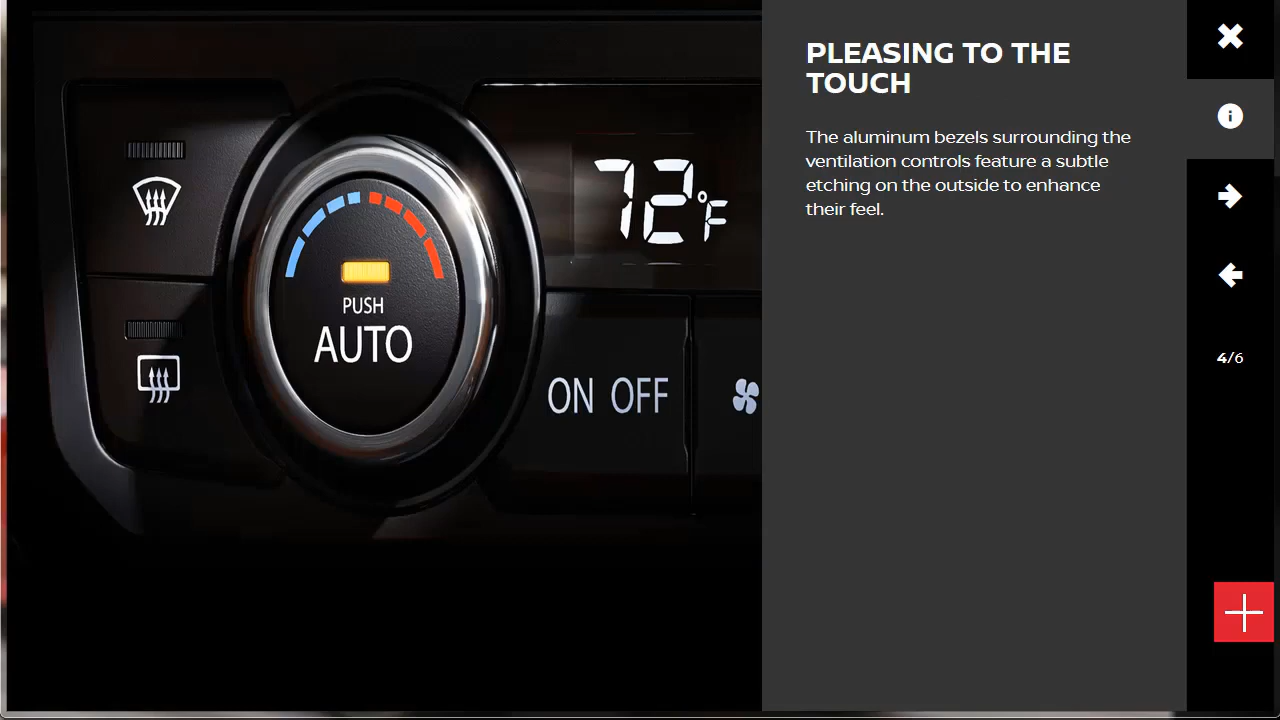 72°F
PUSH
AUTO
ON OFF
PLEASING TO THE
TOUCH
The aluminum bezels surrounding the
ventilation controls feature a subtle
etching on the outside to enhance
their feel.
4/6